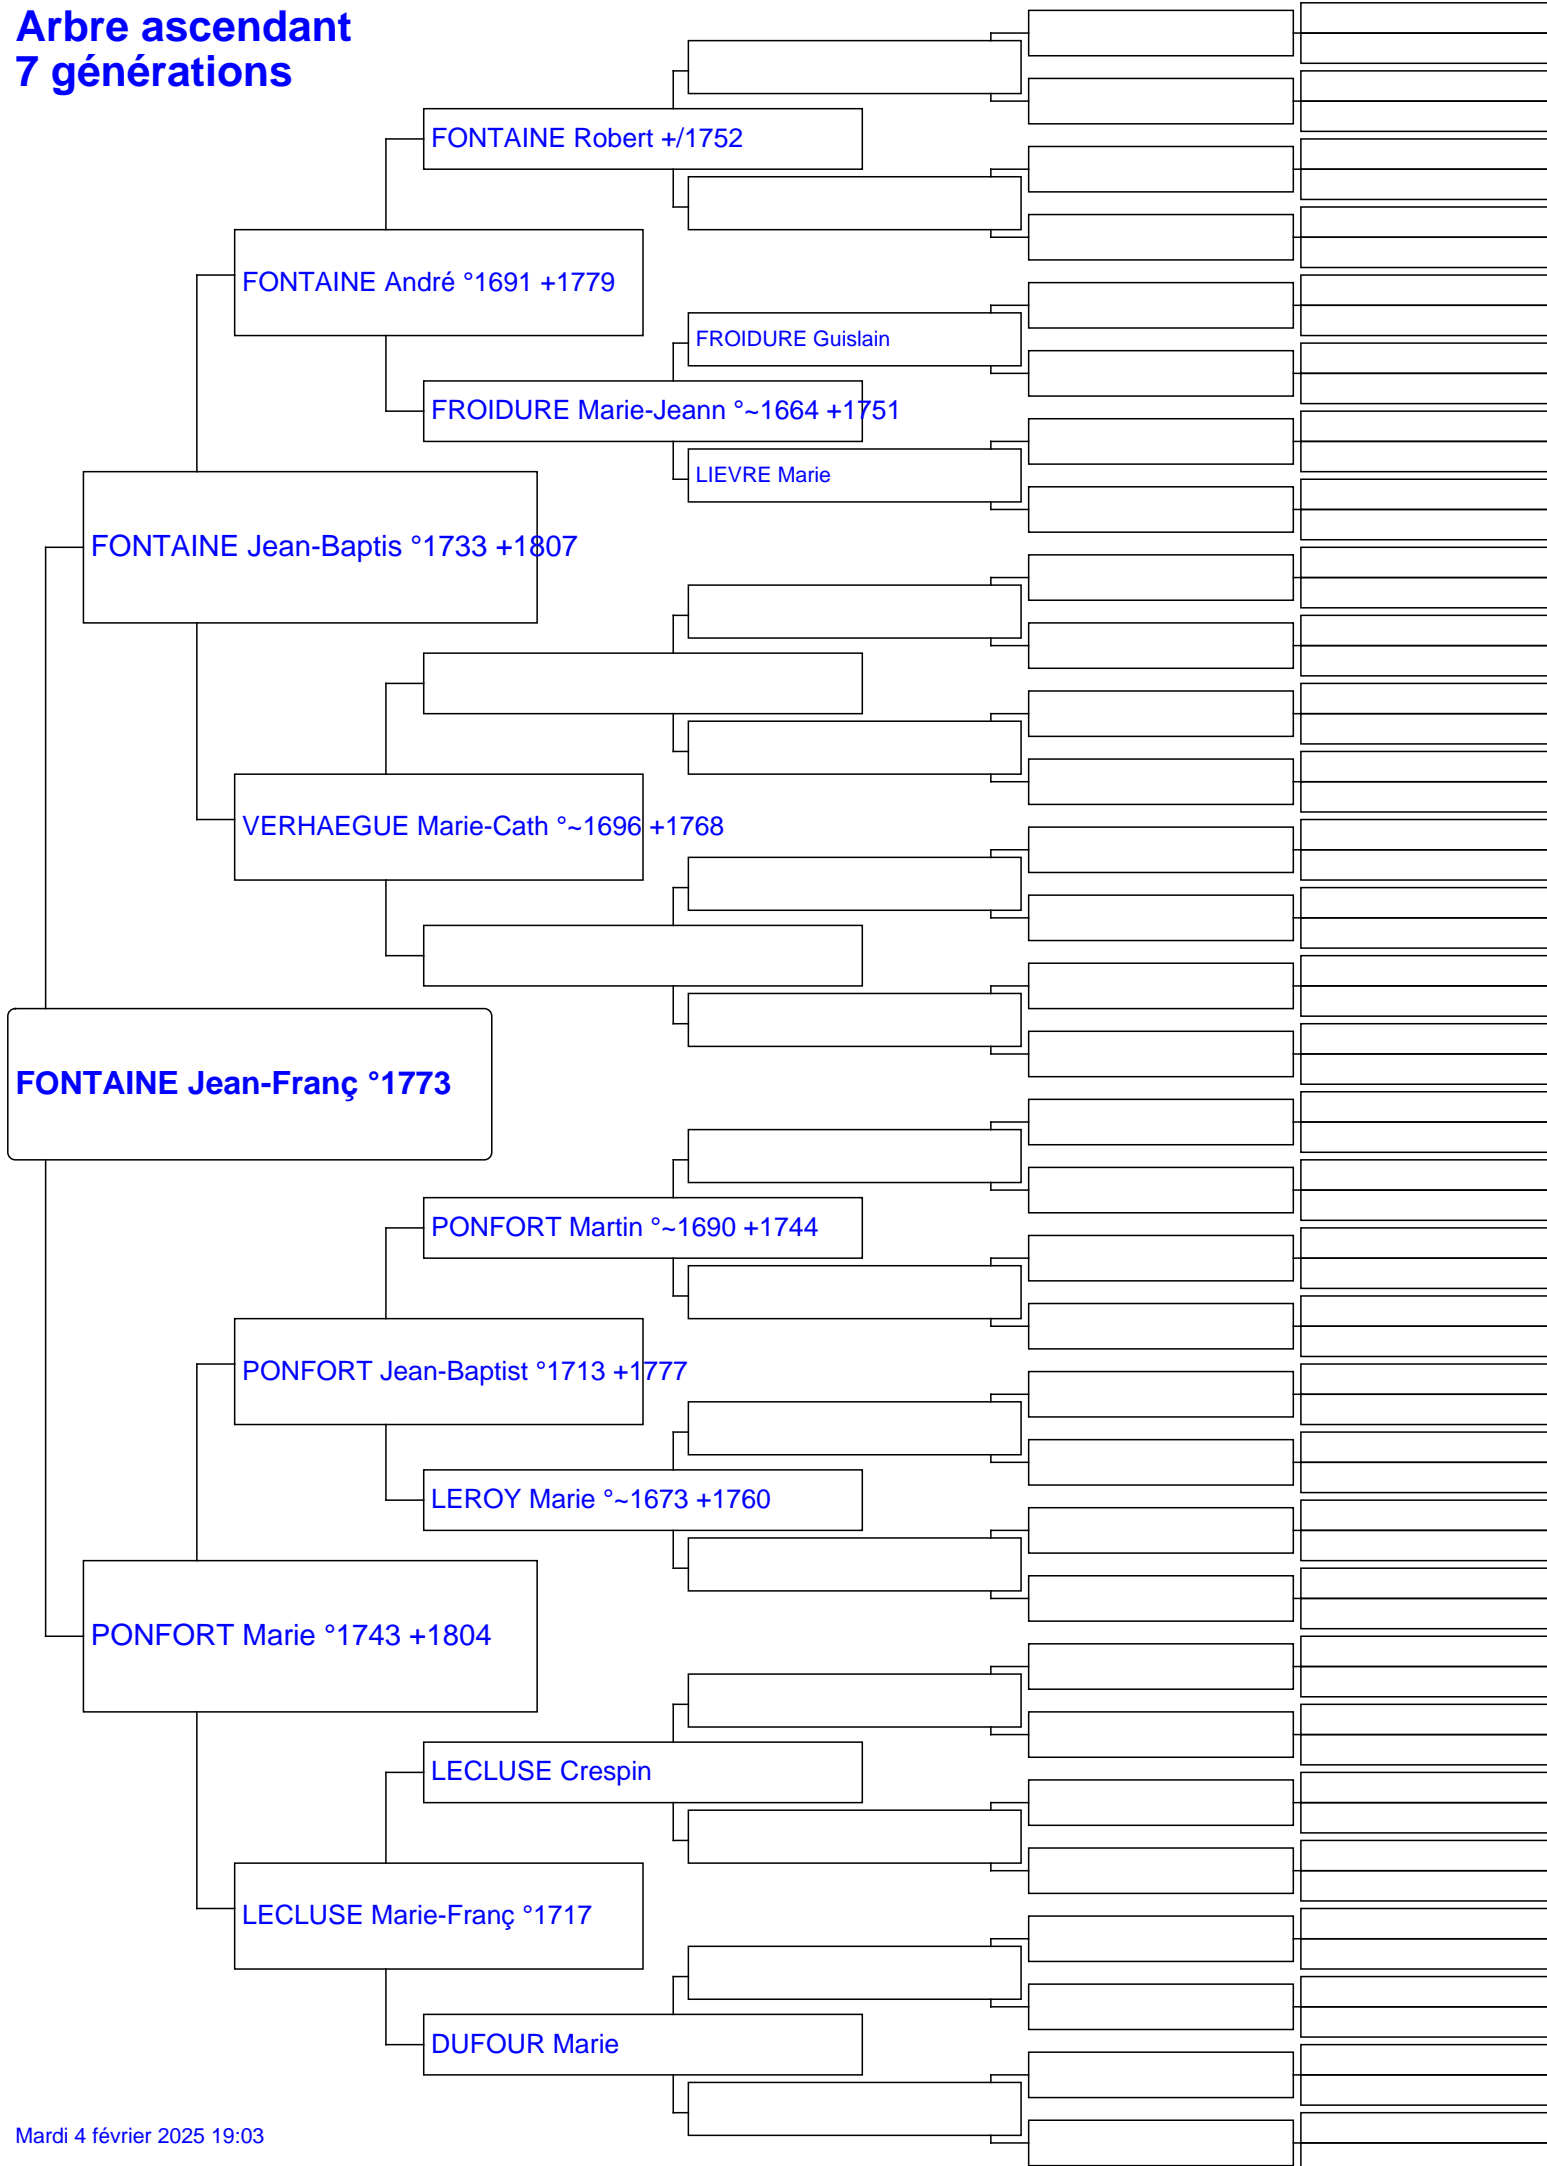 Arbre ascendant
7 générations
FONTAINE Robert +/1752
FONTAINE André °1691 +1779
FROIDURE Guislain
FROIDURE Marie-Jeann °~1664 +1751
LIEVRE Marie
FONTAINE Jean-Baptis °1733 +1807
VERHAEGUE Marie-Cath °~1696 +1768
FONTAINE Jean-Franç °1773
PONFORT Martin °~1690 +1744
PONFORT Jean-Baptist °1713 +1777
LEROY Marie °~1673 +1760
PONFORT Marie °1743 +1804
LECLUSE Crespin
LECLUSE Marie-Franç °1717
DUFOUR Marie
Mardi 4 février 2025 19:03